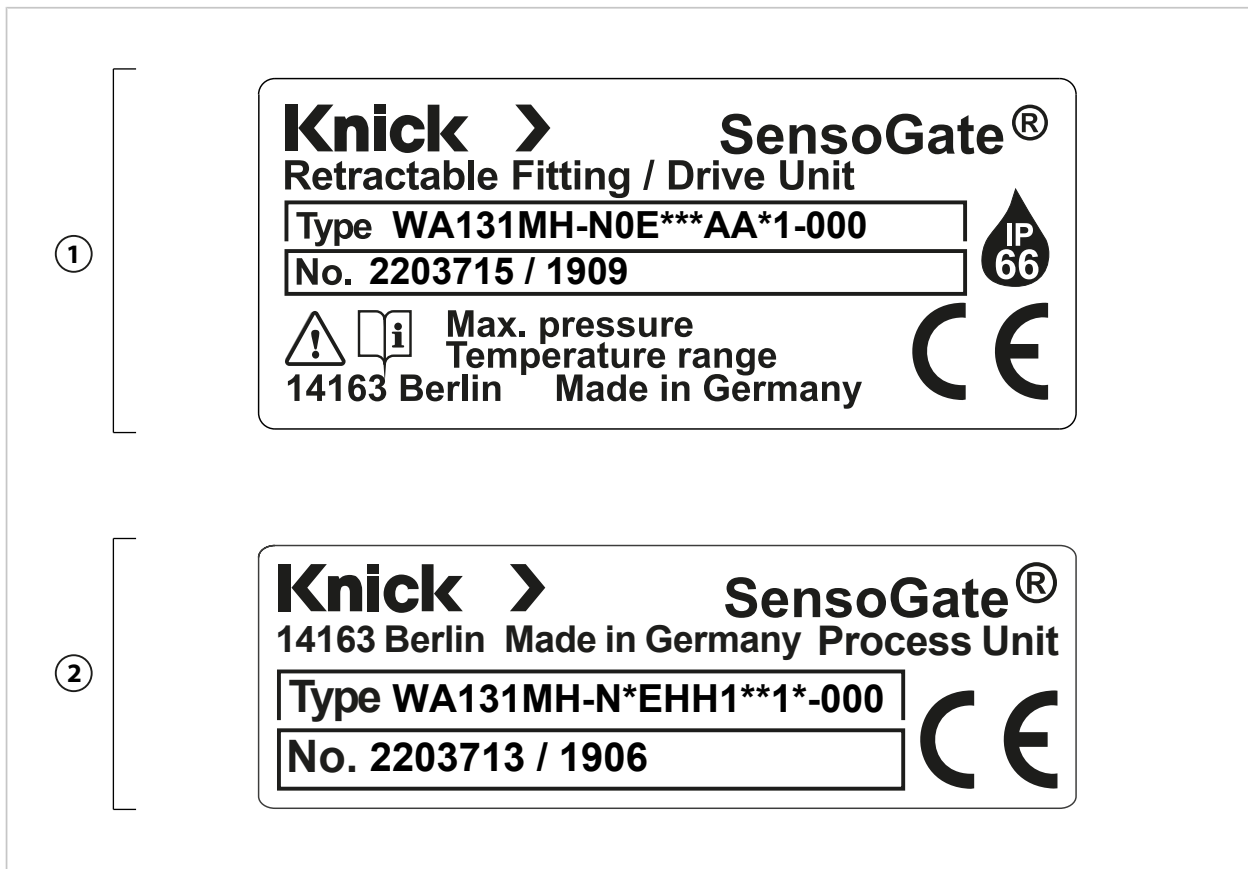 Knick >
SensoGate®
Retractable Fitting / Drive Unit
Type WA131MH-N0E***AA*1-000
No. 2203715 / 1909
IP
66
1
i
Max. pressure
Temperature range
14163 Berlin Made in Germany
CE
Knick >
SensoGate®
14163 Berlin Made in Germany Process Unit
2
Type WA131MH-N*EHH1**1*-000
No. 2203713 / 1906
CE